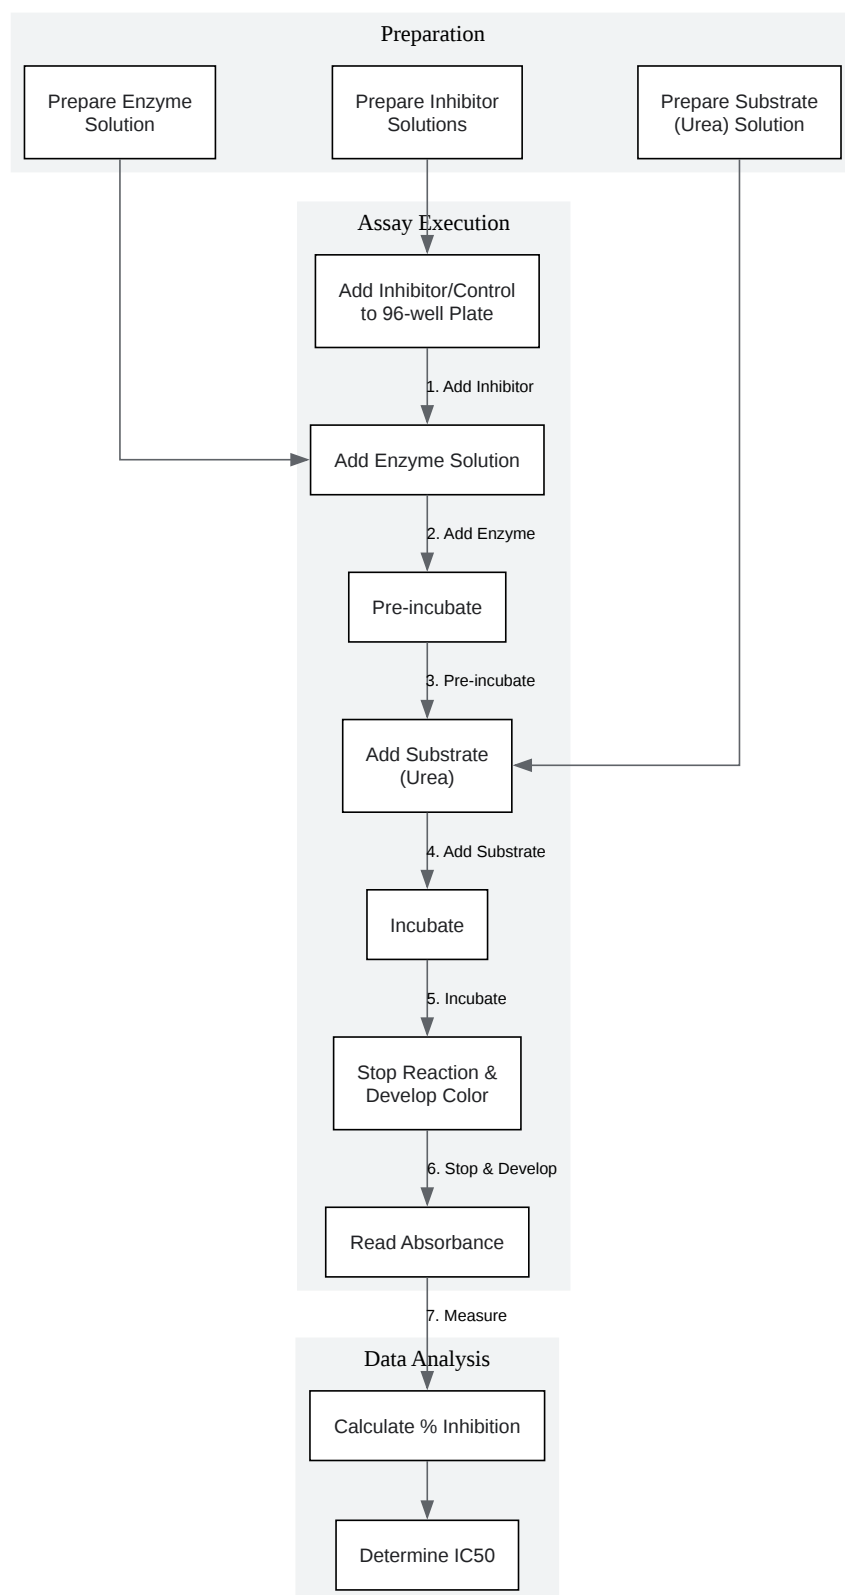 Preparation
Prepare Enzyme
Solution
Prepare Inhibitor
Solutions
Prepare Substrate
(Urea) Solution
Assay Execution
Add Inhibitor/Control
to 96-well Plate
1. Add Inhibitor
Add Enzyme Solution
2. Add Enzyme
Pre-incubate
3. Pre-incubate
Add Substrate
(Urea)
4. Add Substrate
Incubate
5. Incubate
Stop Reaction &
Develop Color
6. Stop & Develop
Read Absorbance
7. Measure
Data Analysis
Calculate % Inhibition
Determine IC50